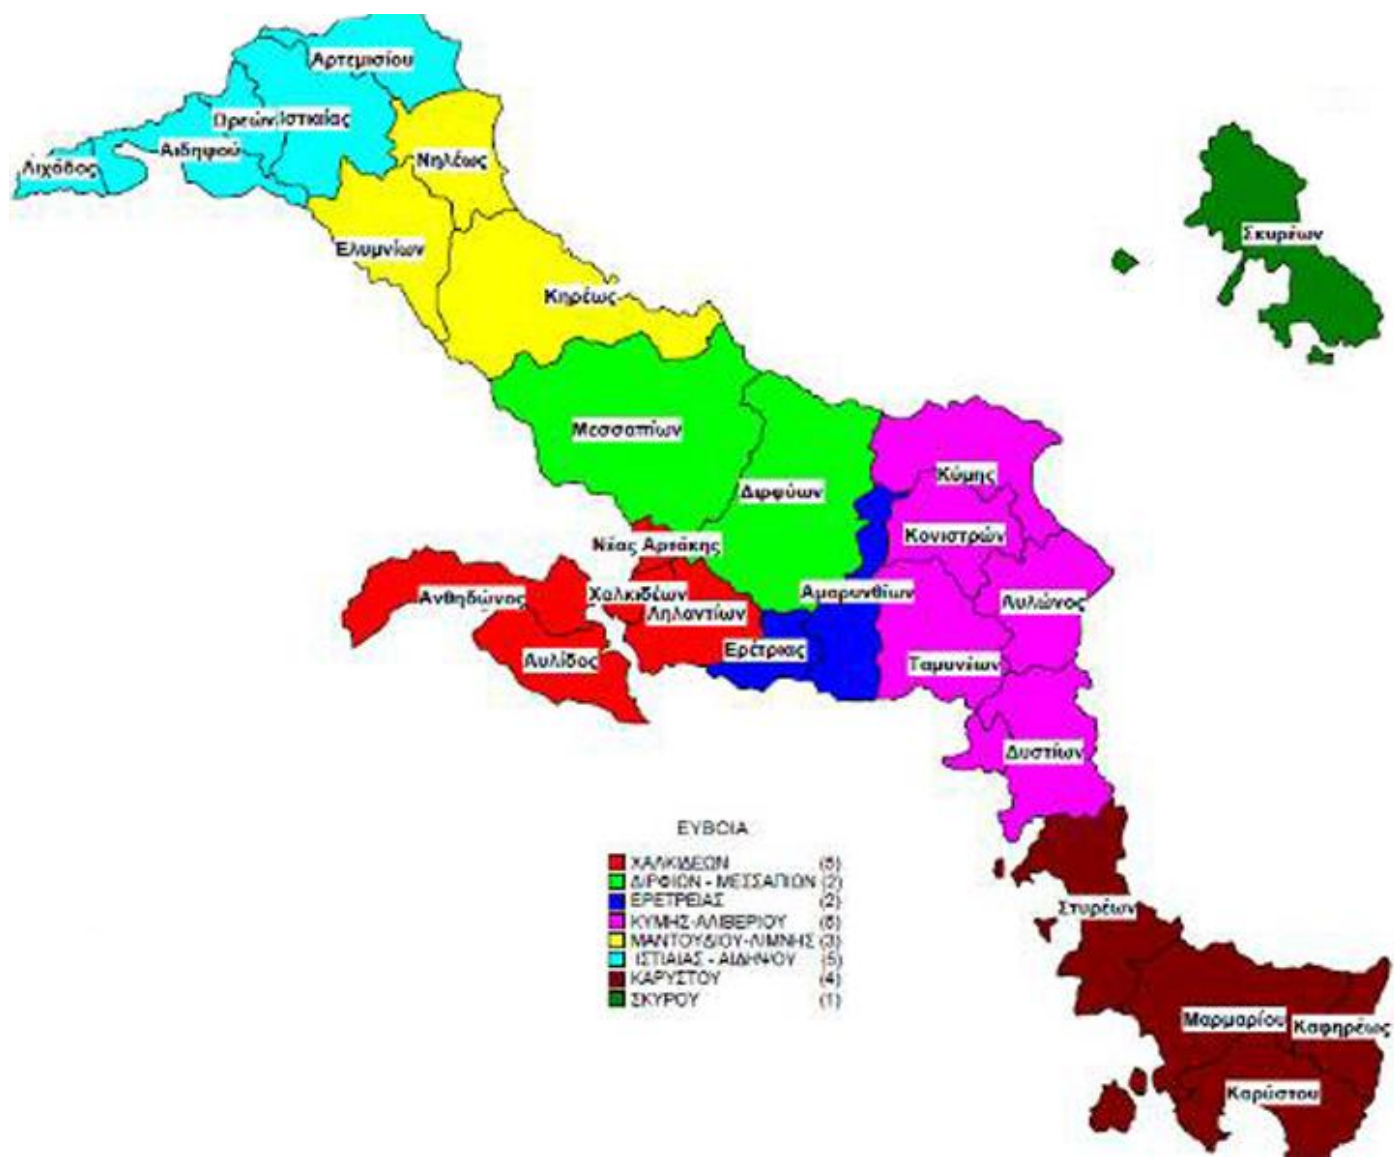 Αρτεμισίου
Ωρεών Ιστιαίας
Αιδηψού
Λιχάδος
Νηλέως
Ελυμνίων
Κηρέως
Σκυρέων
Μεσσαπίων
Διρφύων
Κύμης
Κονιστρών
Νέας Αρτάκης
Ανθηδώνος
Χαλκιδέων
Ληλαντίων
Αμαρυνθίων
Αυλώνος
Ερέτριας
Αυλίδος
Ταμυνέων
Δυστίων
ΕΥΒΟΙΑ
ΧΑΛΚΙΔΕΩΝ (5)
ΔΙΡΦΙΩΝ - ΜΕΣΣΑΠΙΩΝ (2)
ΕΡΕΤΡΕΙΑΣ (2)
ΚΥΜΗΣ-ΑΛΙΒΕΡΙΟΥ
ΜΑΝΤΟΥΔΙΟΥ-ΛΙΜΝΗΣ (3)
ΙΣΤΙΑΙΑΣ - ΑΙΔΗΨΟΥ (5)
ΚΑΡΥΣΤΟΥ (4)
ΣΚΥΡΟΥ (1)
Στυρέων
Μαρμαρίου
Καφηρέως
Καρύστου